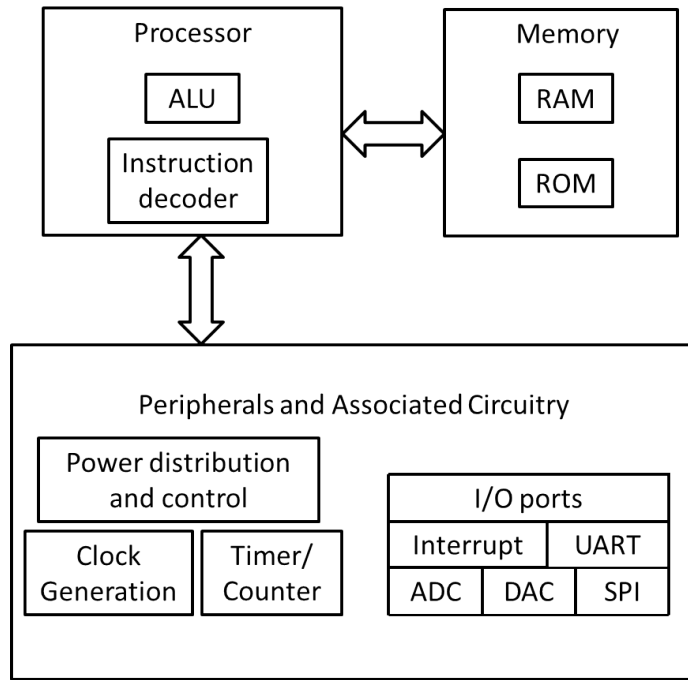 Processor
ALU
Instruction
decoder
Memory
RAM
ROM
Peripherals and Associated Circuitry
Power distribution
and control
Clock
Generation
Timer/
Counter
I/O ports
Interrupt
UART
ADC
DAC
SPI